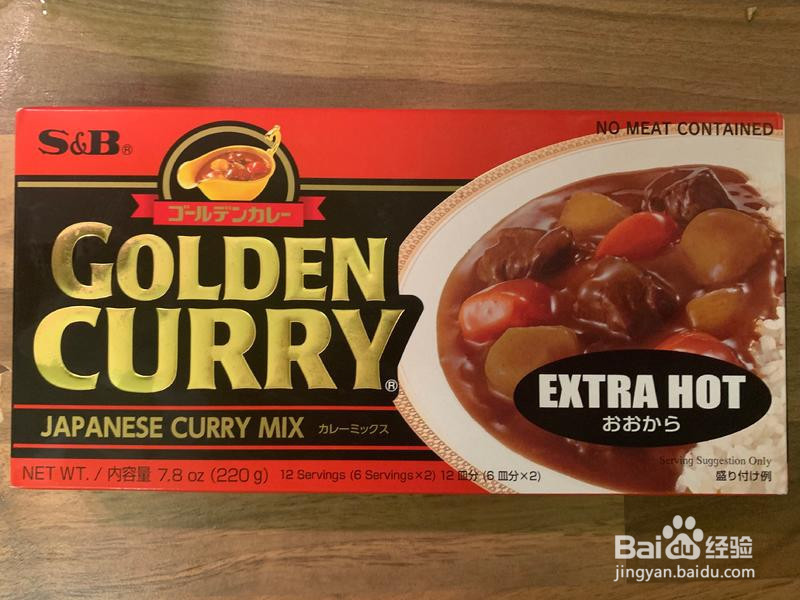 S&B®
NO MEAT CONTAINED
ゴールデンカレー
GOLDEN
CURRY®
EXTRA HOT
おおから
JAPANESE CURRY MIX カレーミックス
Serving Suggestion Only
盛り付け例
NET WT. / 内容量 7.8 oz (220 g) 12 Servings (6 Servings×2) 12 皿分 (6 皿分×2)
Bai du 经验
jingyan.baidu.com